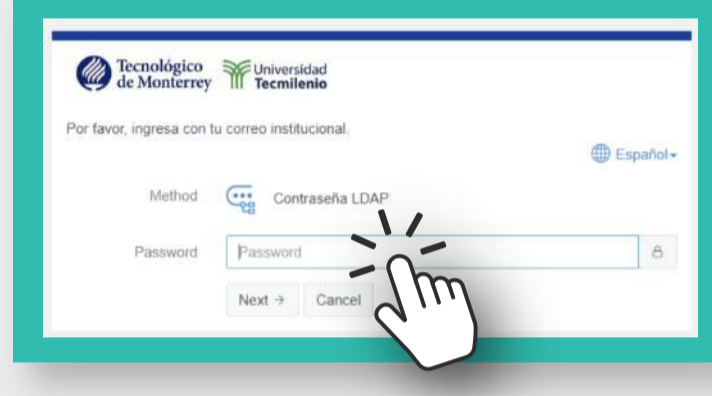 Tecnológico
de Monterrey
Universidad
Tecmilenio
Por favor, ingresa con tu correo institucional.
Español
Method
Contraseña LDAP
Password
Password
Next →
Cancel